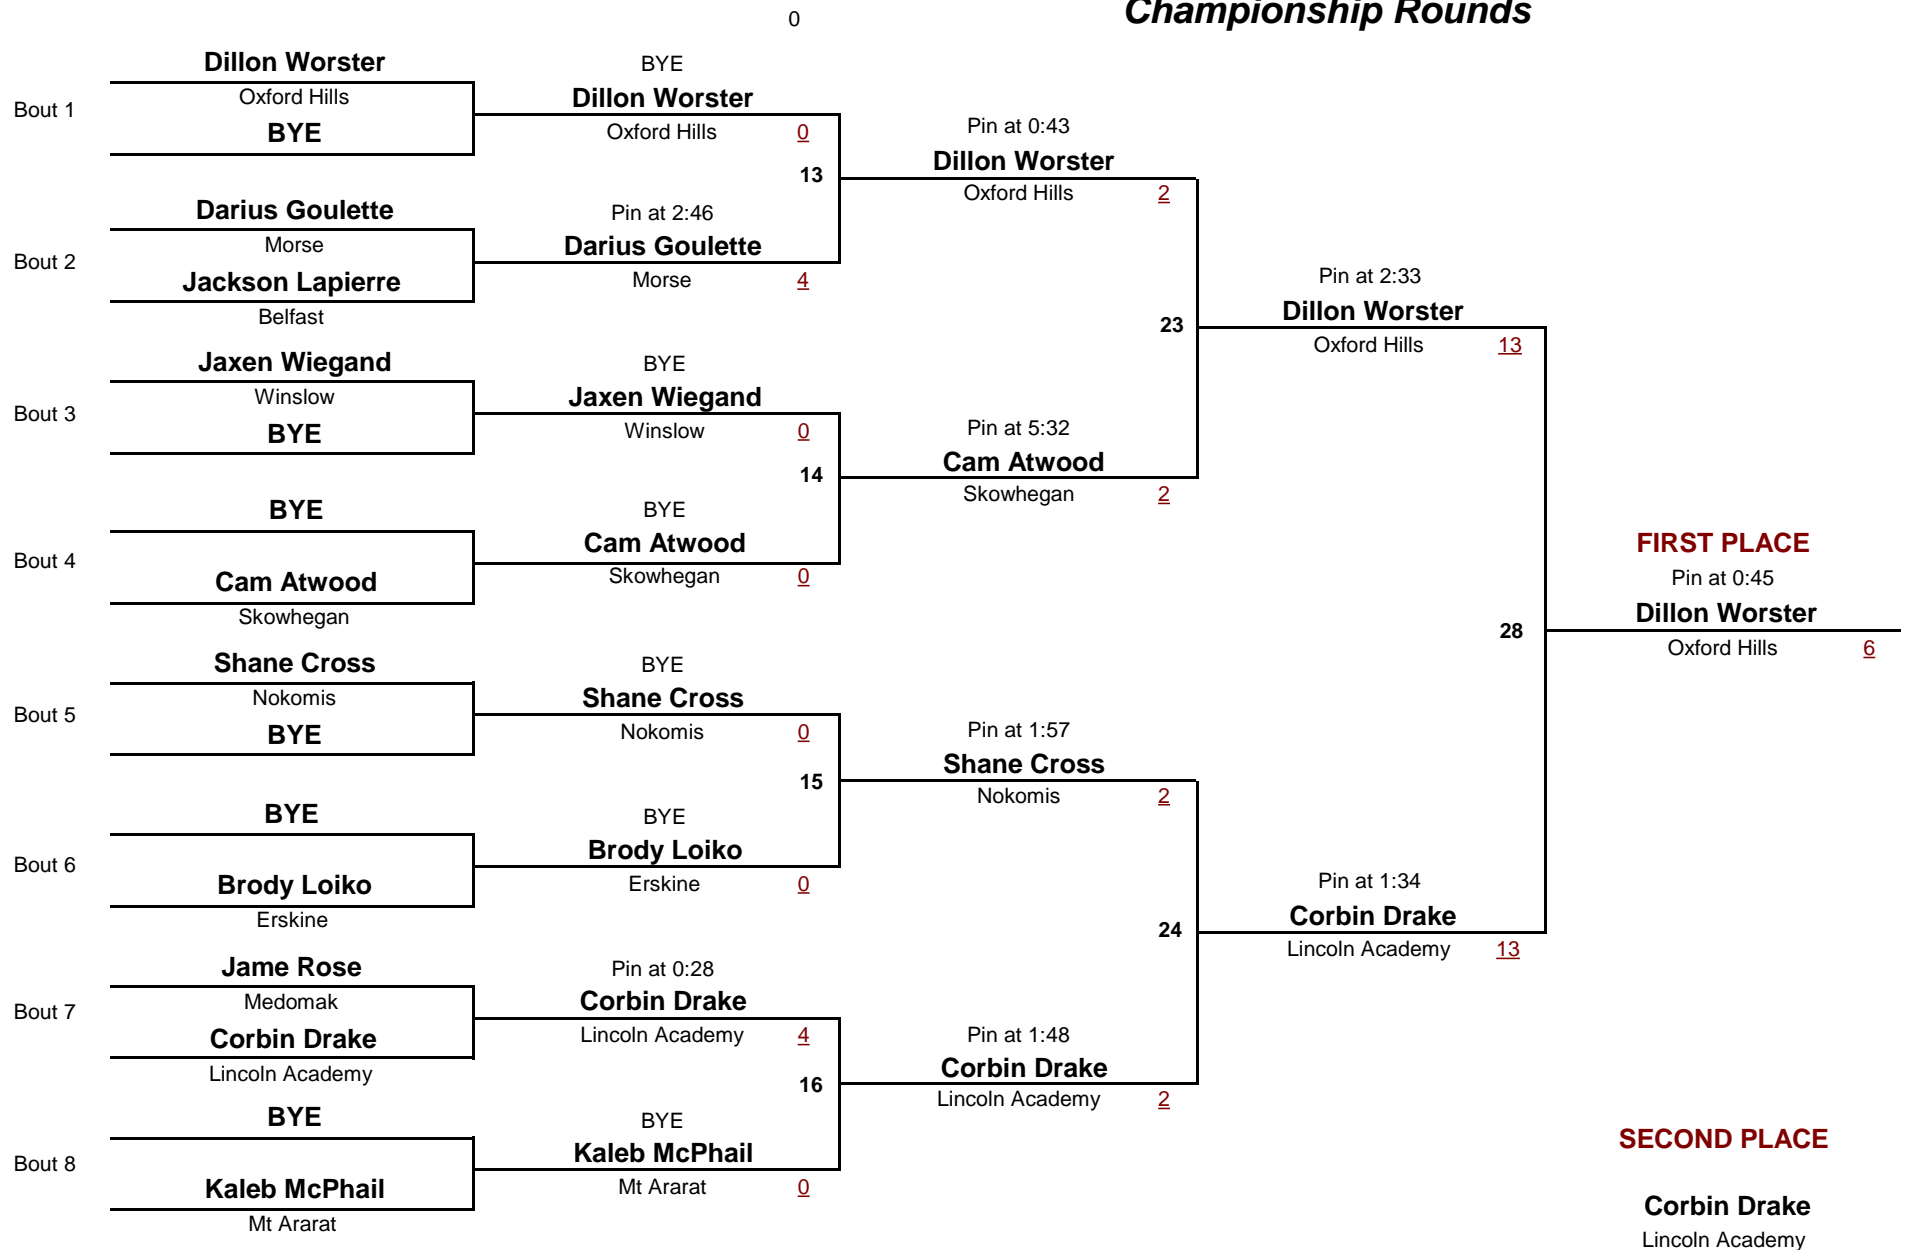 Championship Rounds
0
Dillon Worster
Oxford Hills
Bout 1
BYE
Darius Goulette
Morse
Bout 2
Jackson Lapierre
Belfast
Jaxen Wiegand
Winslow
Bout 3
BYE
BYE
Bout 4
Cam Atwood
Skowhegan
Shane Cross
Nokomis
Bout 5
BYE
BYE
Bout 6
Brody Loiko
Erskine
Jame Rose
Medomak
Bout 7
Corbin Drake
Lincoln Academy
BYE
Bout 8
Kaleb McPhail
Mt Ararat
BYE
Dillon Worster
Oxford Hills 0
13
Pin at 2:46
Darius Goulette
Morse 4
BYE
Jaxen Wiegand
Winslow 0
14
BYE
Cam Atwood
Skowhegan 0
BYE
Shane Cross
Nokomis 0
15
BYE
Brody Loiko
Erskine 0
Pin at 0:28
Corbin Drake
Lincoln Academy 4
16
BYE
Kaleb McPhail
Mt Ararat 0
Pin at 0:43
Dillon Worster
Oxford Hills 2
23
Pin at 5:32
Cam Atwood
Skowhegan 2
Pin at 1:57
Shane Cross
Nokomis 2
24
Pin at 1:48
Corbin Drake
Lincoln Academy 2
Pin at 2:33
Dillon Worster
Oxford Hills 13
28
Pin at 1:34
Corbin Drake
Lincoln Academy 13
FIRST PLACE
Pin at 0:45
Dillon Worster
Oxford Hills 6
SECOND PLACE
Corbin Drake
Lincoln Academy